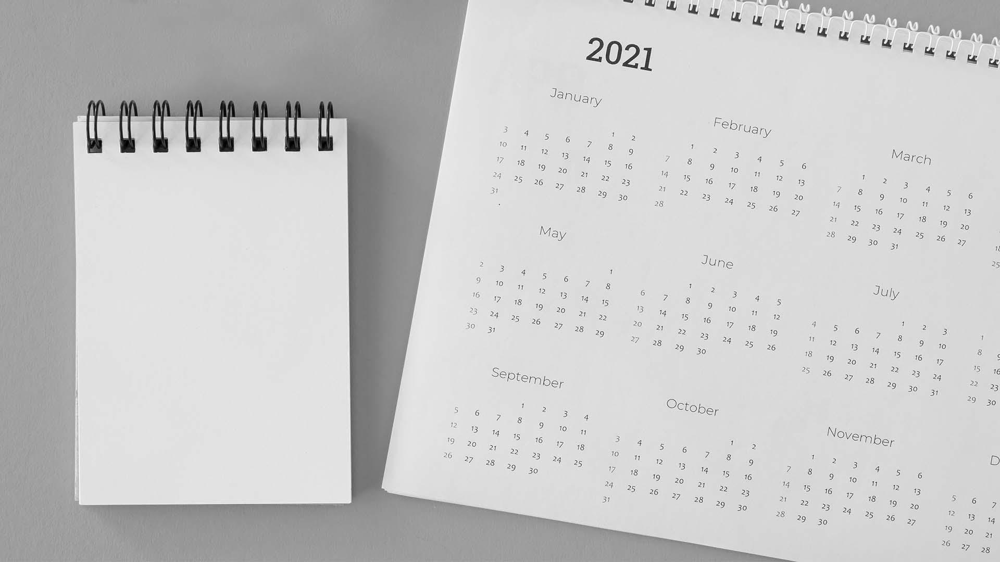 2021
January
1 2
3 4 5 6 7 8 9
10 11 12 13 14 15 16
17 18 19 20 21 22 23
24 25 26 27 28 29 30
31
February
1 2 3 4 5 6
7 8 9 10 11 12 13
14 15 16 17 18 19 20
21 22 23 24 25 26 27
28
March
1 2 3 4 5 6
7 8 9 10 11 12 13
14 15 16 17 18 19 20
21 22 23 24 25 26 27
28 29 30 31
18
25
May
1
2 3 4 5 6 7 8
9 10 11 12 13 14 15
16 17 18 19 20 21 22
23 24 25 26 27 28 29
30 31
June
1 2 3 4 5
6 7 8 9 10 11 12
13 14 15 16 17 18 19
20 21 22 23 24 25 26
27 28 29 30
July
1 2 3
4 5 6 7 8 9 10
11 12 13 14 15 16 17
18 19 20 21 22 23 24
25 26 27 28 29 30 31
1
8 9
15 16
22 23
29 30
September
1 2 3 4
5 6 7 8 9 10 11
12 13 14 15 16 17 18
19 20 21 22 23 24 25
26 27 28 29 30
October
1 2
3 4 5 6 7 8 9
10 11 12 13 14 15 16
17 18 19 20 21 22 23
24 25 26 27 28 29 30
31
November
1 2 3 4 5 6
7 8 9 10 11 12 13
14 15 16 17 18 19 20
21 22 23 24 25 26 27
28 29 30
D
5 6 7
12 13 14
19 20 21
26 27 28